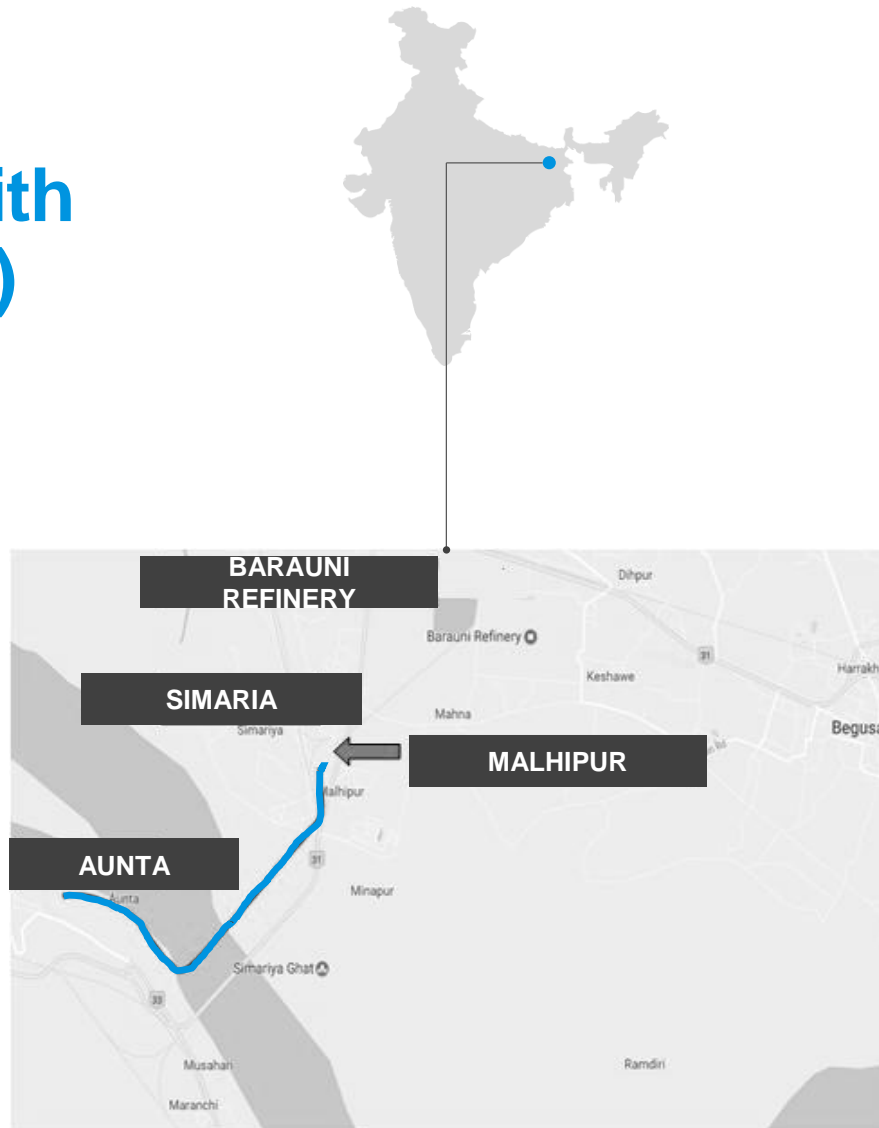 ith
)
BARAUNI
REFINERY
Dihpur
Barauni Refinery
31
Keshawe
Harrakh
SIMARIA
Mahna
Simariya
Begusa
MALHIPUR
Malhipur
AUNTA
31
Aunta
Minapur
Simariya Ghat
33
Musahari
Ramdiri
Maranchi